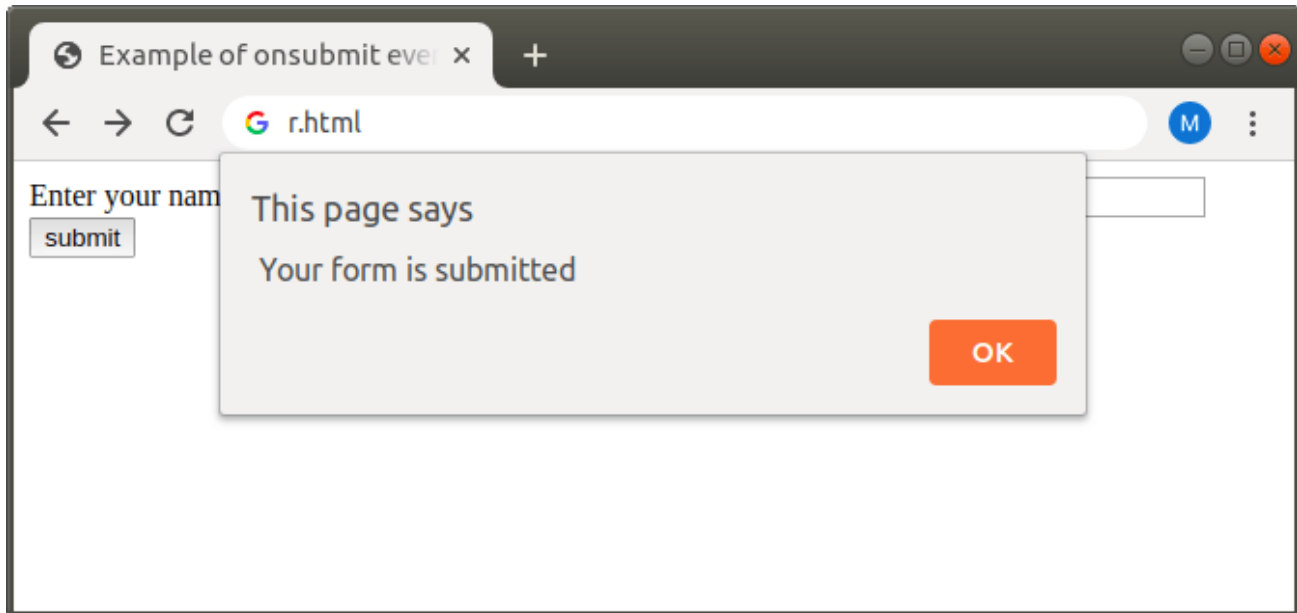 Example of onsubmit eve
r.html
M
Enter your nam
submit
This page says
Your form is submitted
OK